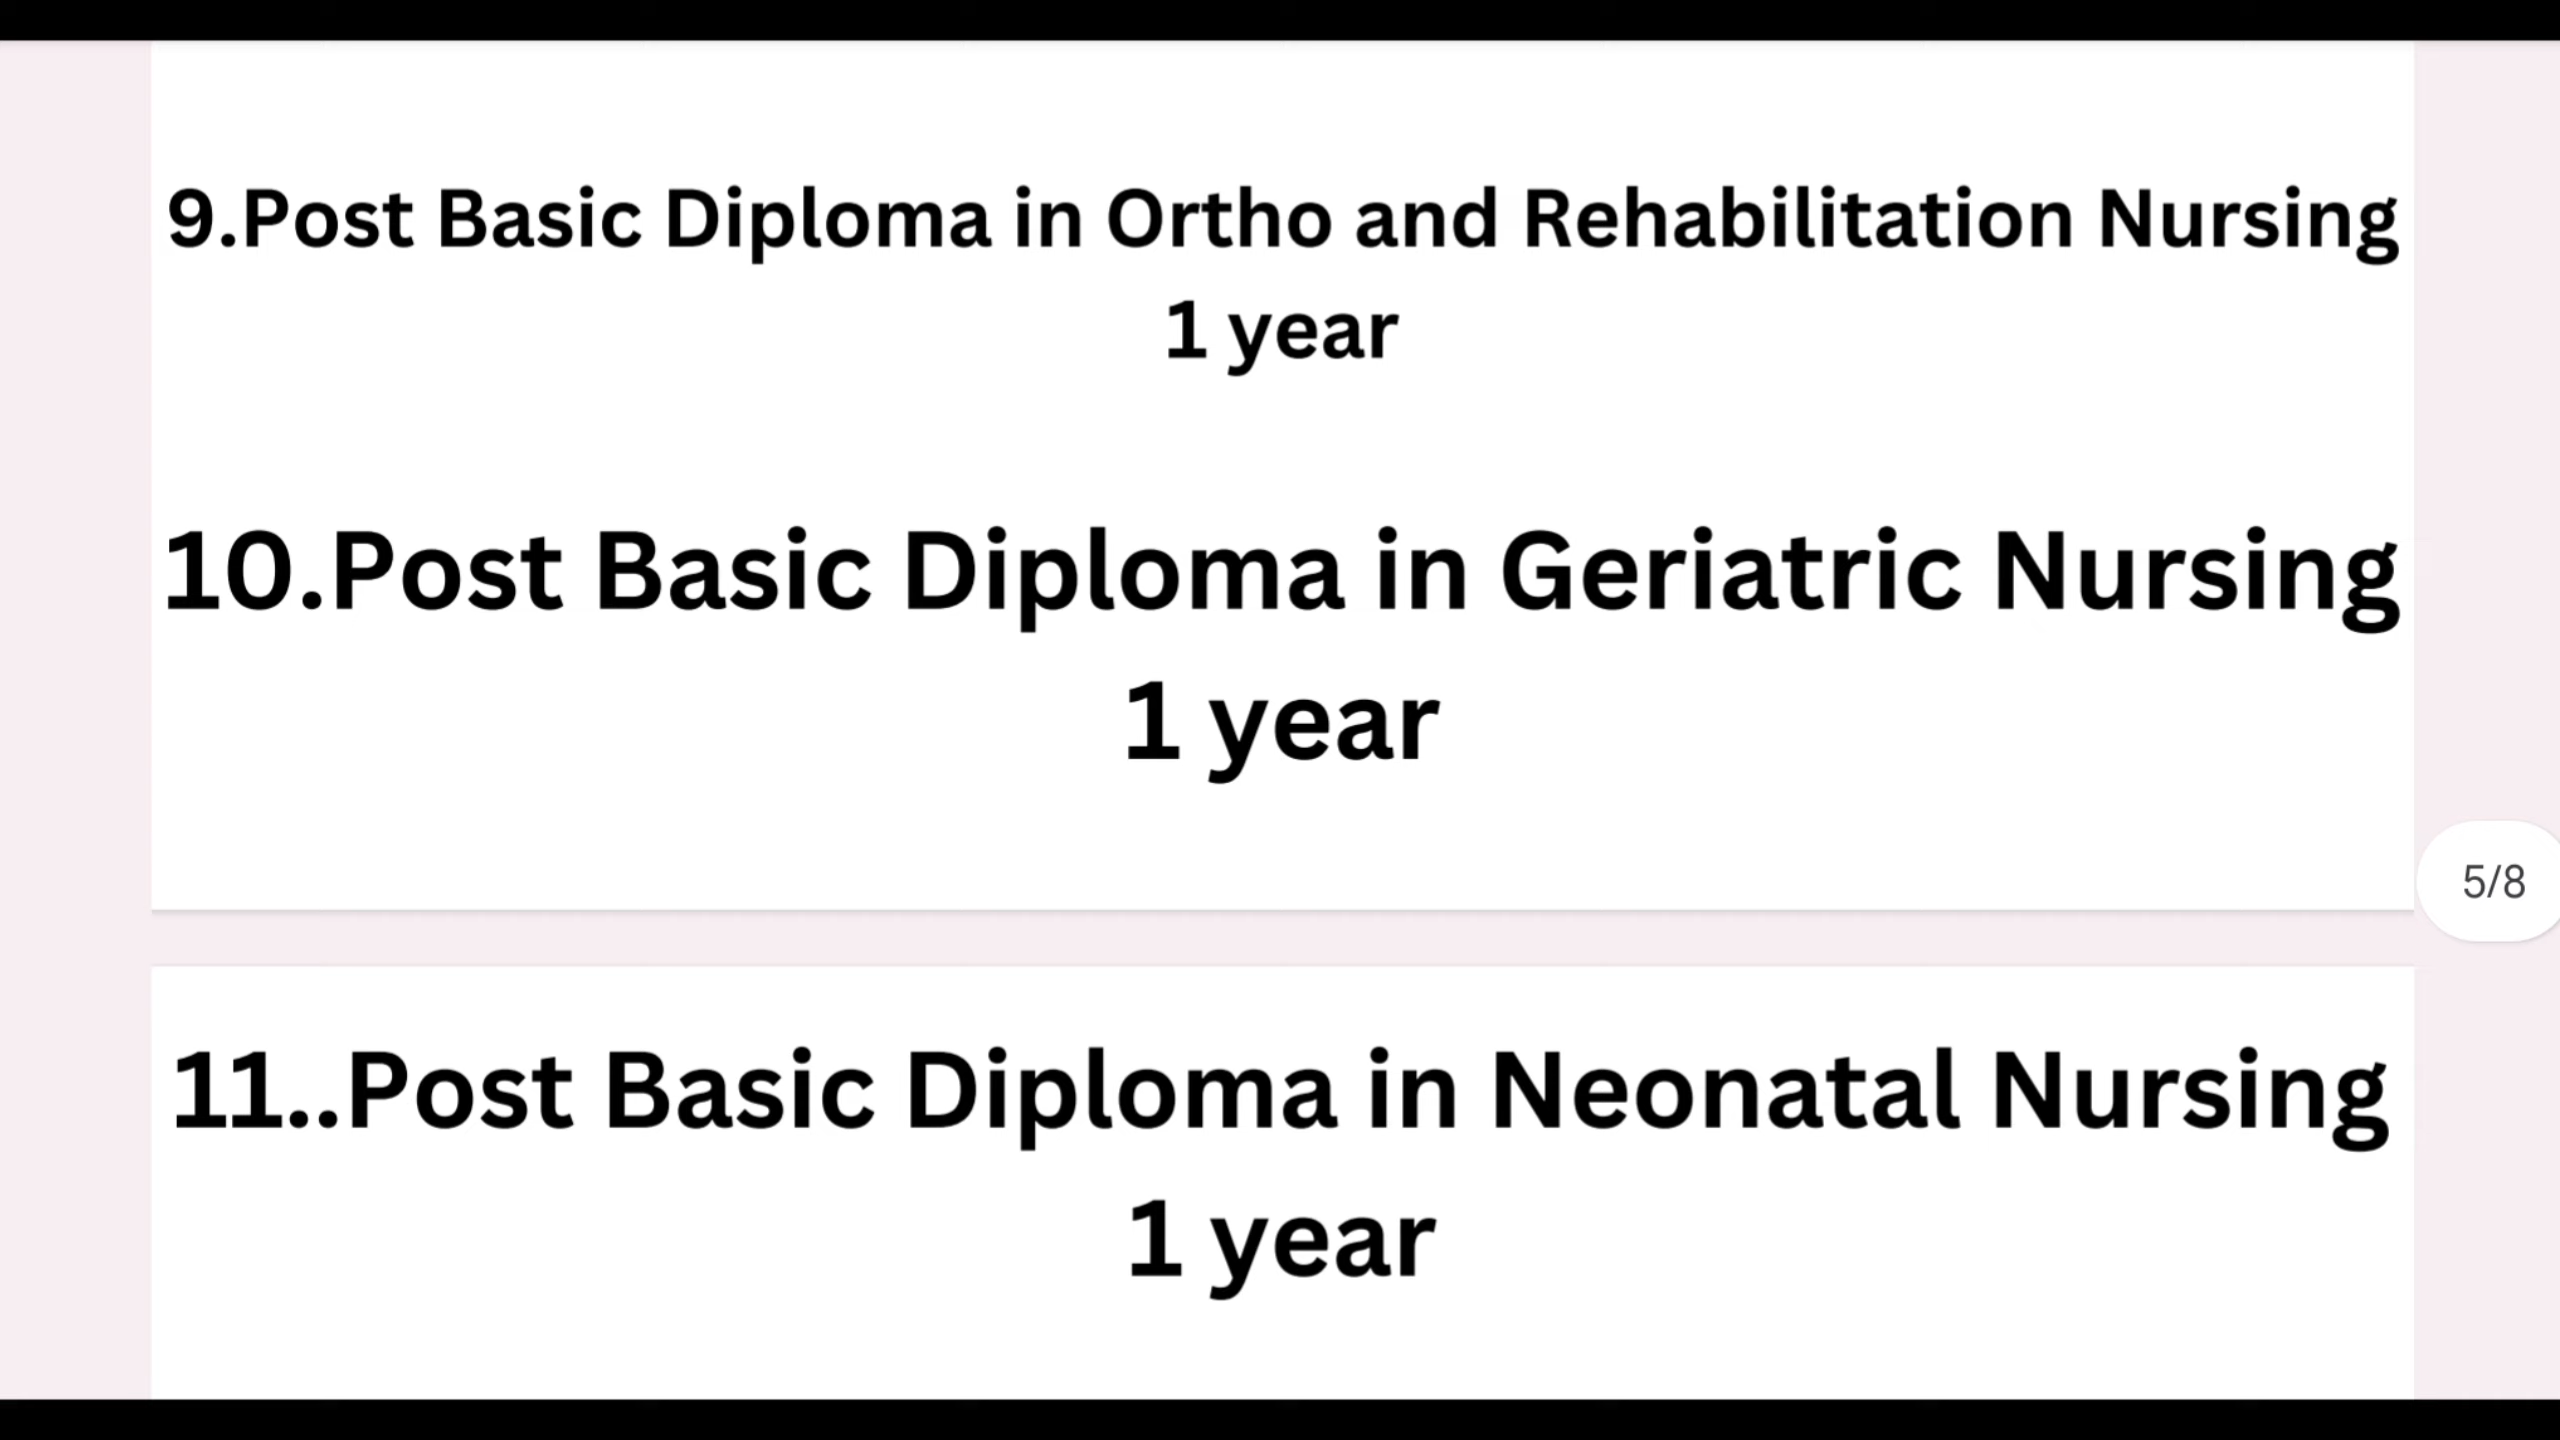 9.Post Basic Diploma in Ortho and Rehabilitation Nursing
1 year
10.Post Basic Diploma in Geriatric Nursing
1 year
5/8
11..Post Basic Diploma in Neonatal Nursing
1 year